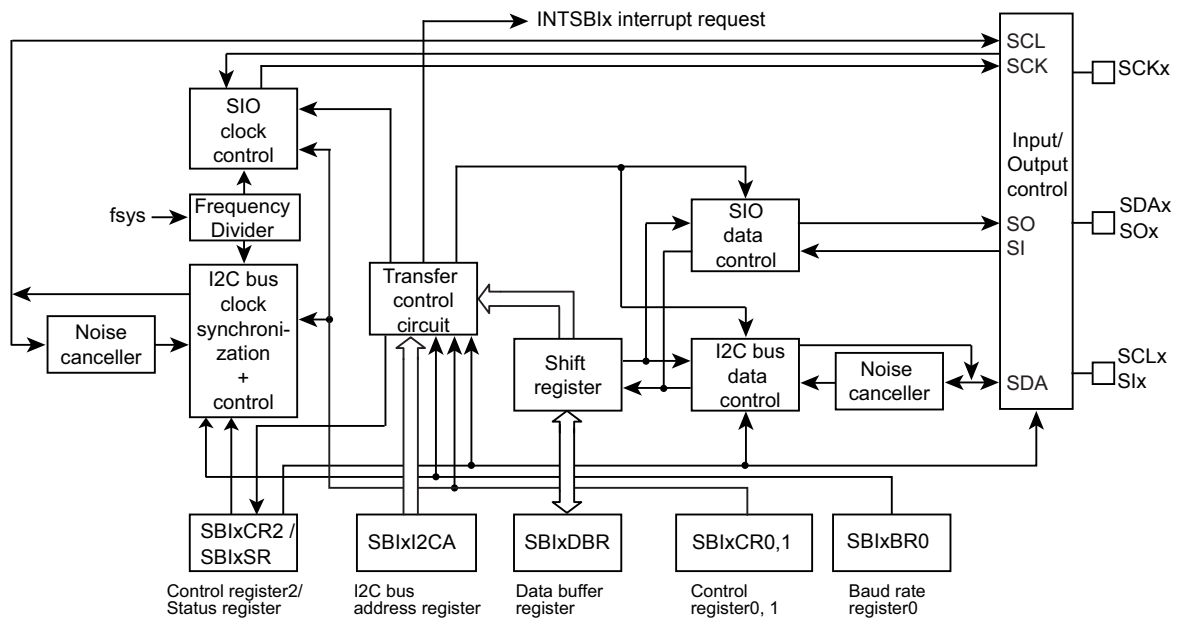 INTSBIx interrupt request
SCL
SCK
SCKx
SIO
clock
control
Input/
Output
control
fsys
Frequency
Divider
SIO
data
control
SO
SI
SDAx
SOx
I2C bus
clock
synchroni-
zation
+
control
Noise
canceller
Transfer
control
circuit
Shift
register
I2C bus
data
control
Noise
canceller
SDA
SCLx
SIx
SBIxCR2 /
SBIxSR
SBIxI2CA
SBIxDBR
SBIxCR0,1
SBIxBR0
Control register2/
Status register
I2C bus
address register
Data buffer
register
Control
register0, 1
Baud rate
register0